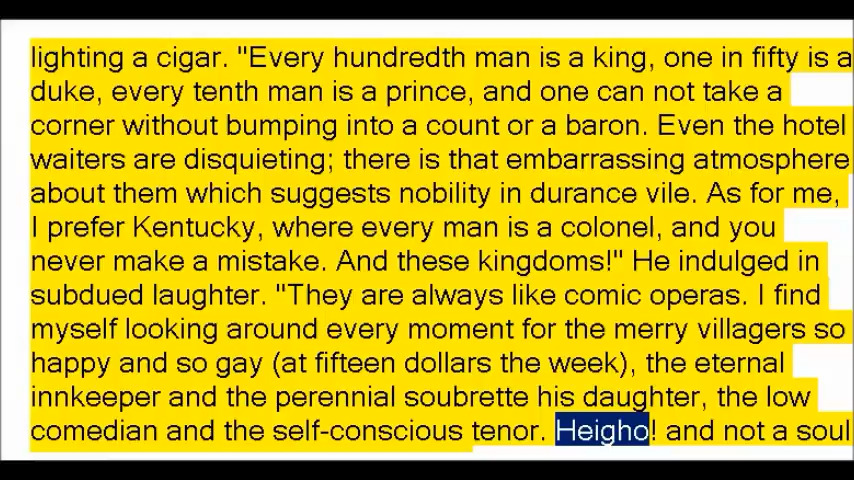 lighting a cigar. "Every hundredth man is a king, one in fifty is a
duke, every tenth man is a prince, and one can not take a
corner without bumping into a count or a baron. Even the hotel
waiters are disquieting; there is that embarrassing atmosphere
about them which suggests nobility in durance vile. As for me,
I prefer Kentucky, where every man is a colonel, and you
never make a mistake. And these kingdoms!" He indulged in
subdued laughter. "They are always like comic operas. I find
myself looking around every moment for the merry villagers so
happy and so gay (at fifteen dollars the week), the eternal
innkeeper and the perennial soubrette his daughter, the low
comedian and the self-conscious tenor. Heigho! and not a soul